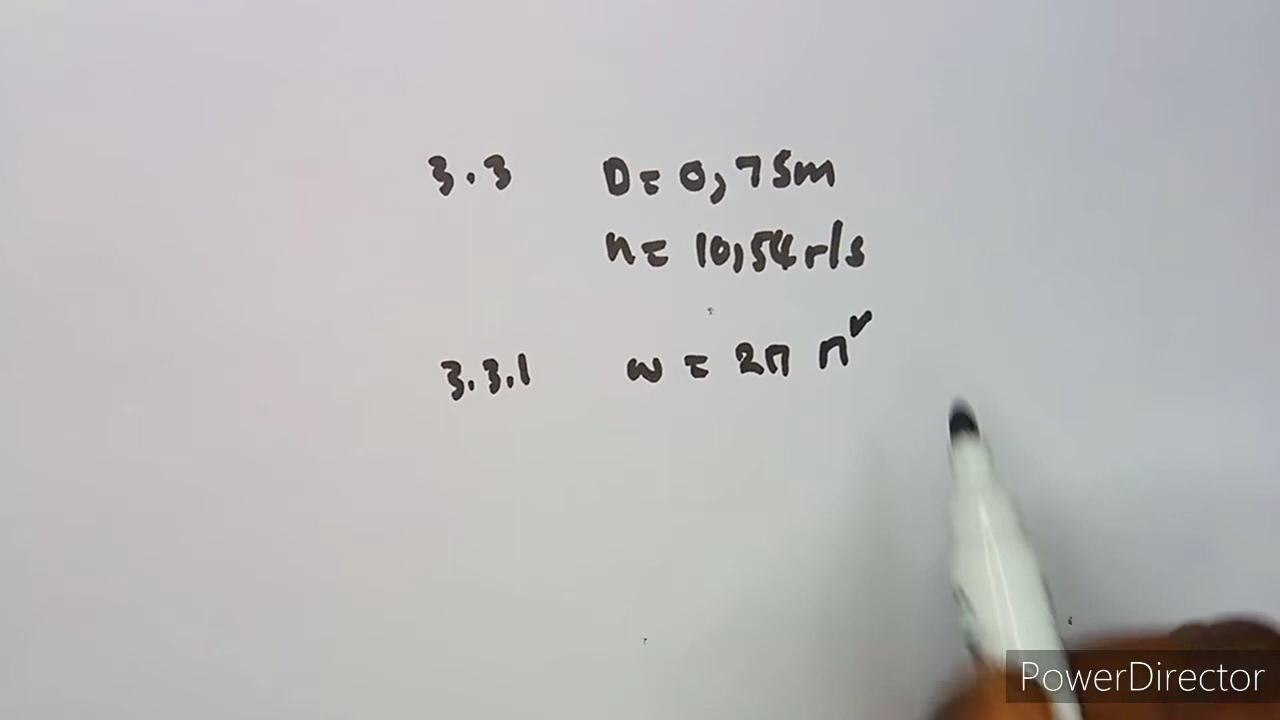 3.3 D = 0,75m
n = 10,54 r/s
3.3.1 ω = 2π n
PowerDirector